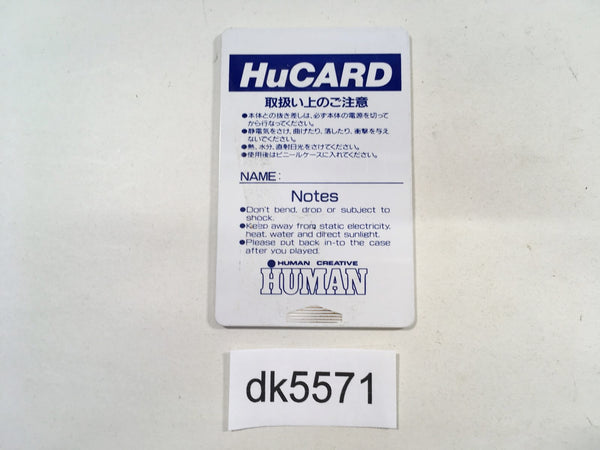 HuCARD
取扱い上のご注意
●本体との抜き差しは、必ず本体の電源を切って
から行なってください。
●静電気をさけ、曲げたり、落したり、衝撃を与え
ないでください。
●熱、水分、直射日光をさけてください。
●使用後はビニールケースに入れてください。
NAME:
Notes
●Don't bend, drop or subject to
shock.
●Keep away from static electricity,
heat, water and direct sunlight.
●Please put back in-to the case
after you played.
HUMAN CREATIVE
HUMAN
dk5571